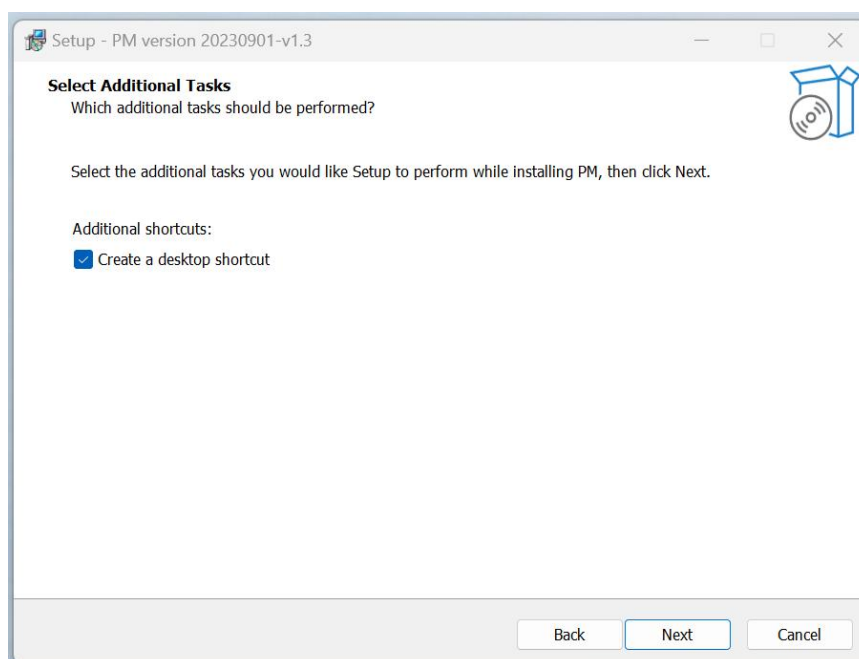 Setup - PM version 20230901-v1.3
Select Additional Tasks
Which additional tasks should be performed?
Select the additional tasks you would like Setup to perform while installing PM, then click Next.
Additional shortcuts:
Create a desktop shortcut
Back
Next
Cancel